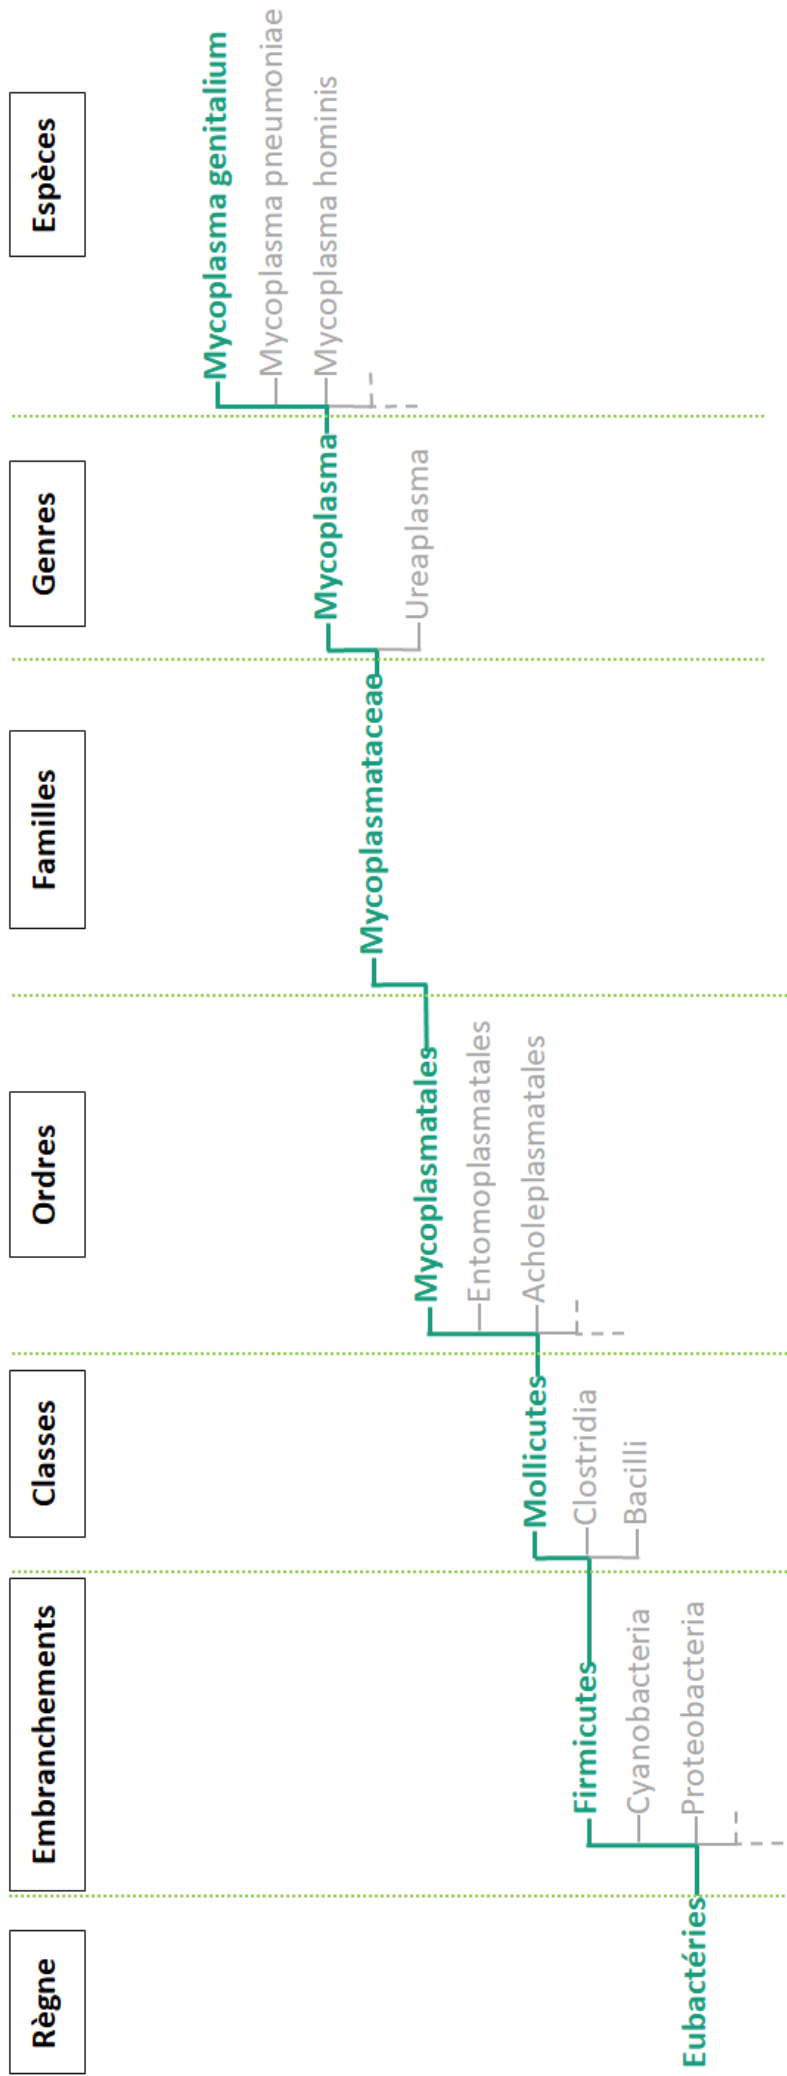 Règne
Embranchements
Classes
Ordres
Familles
Genres
Espèces
Eubactéries
Firmicutes
Cyanobacteria
Proteobacteria
Mollicutes
Clostridia
Bacilli
Mycoplasmatales
Entomoplasmatales
Acholeplasmatales
Mycoplasmataceae
Mycoplasma
Ureaplasma
Mycoplasma genitalium
Mycoplasma pneumoniae
Mycoplasma hominis